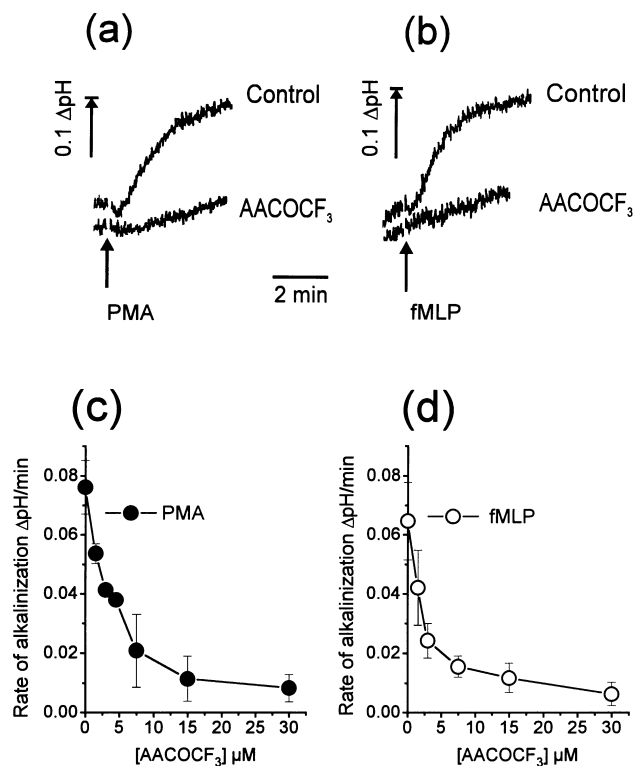 (a)
0.1 ΔpH
Control
AACOCF₃
PMA
2 min
(b)
0.1 ΔpH
Control
AACOCF₃
fMLP
(c)
Rate of alkalinization ΔpH/min
0.08
0.06
0.04
0.02
0.00
PMA
0 5 10 15 20 25 30
[AACOCF₃] µM
(d)
Rate of alkalinization ΔpH/min
0.08
0.06
0.04
0.02
0.00
fMLP
0 5 10 15 20 25 30
[AACOCF₃] µM